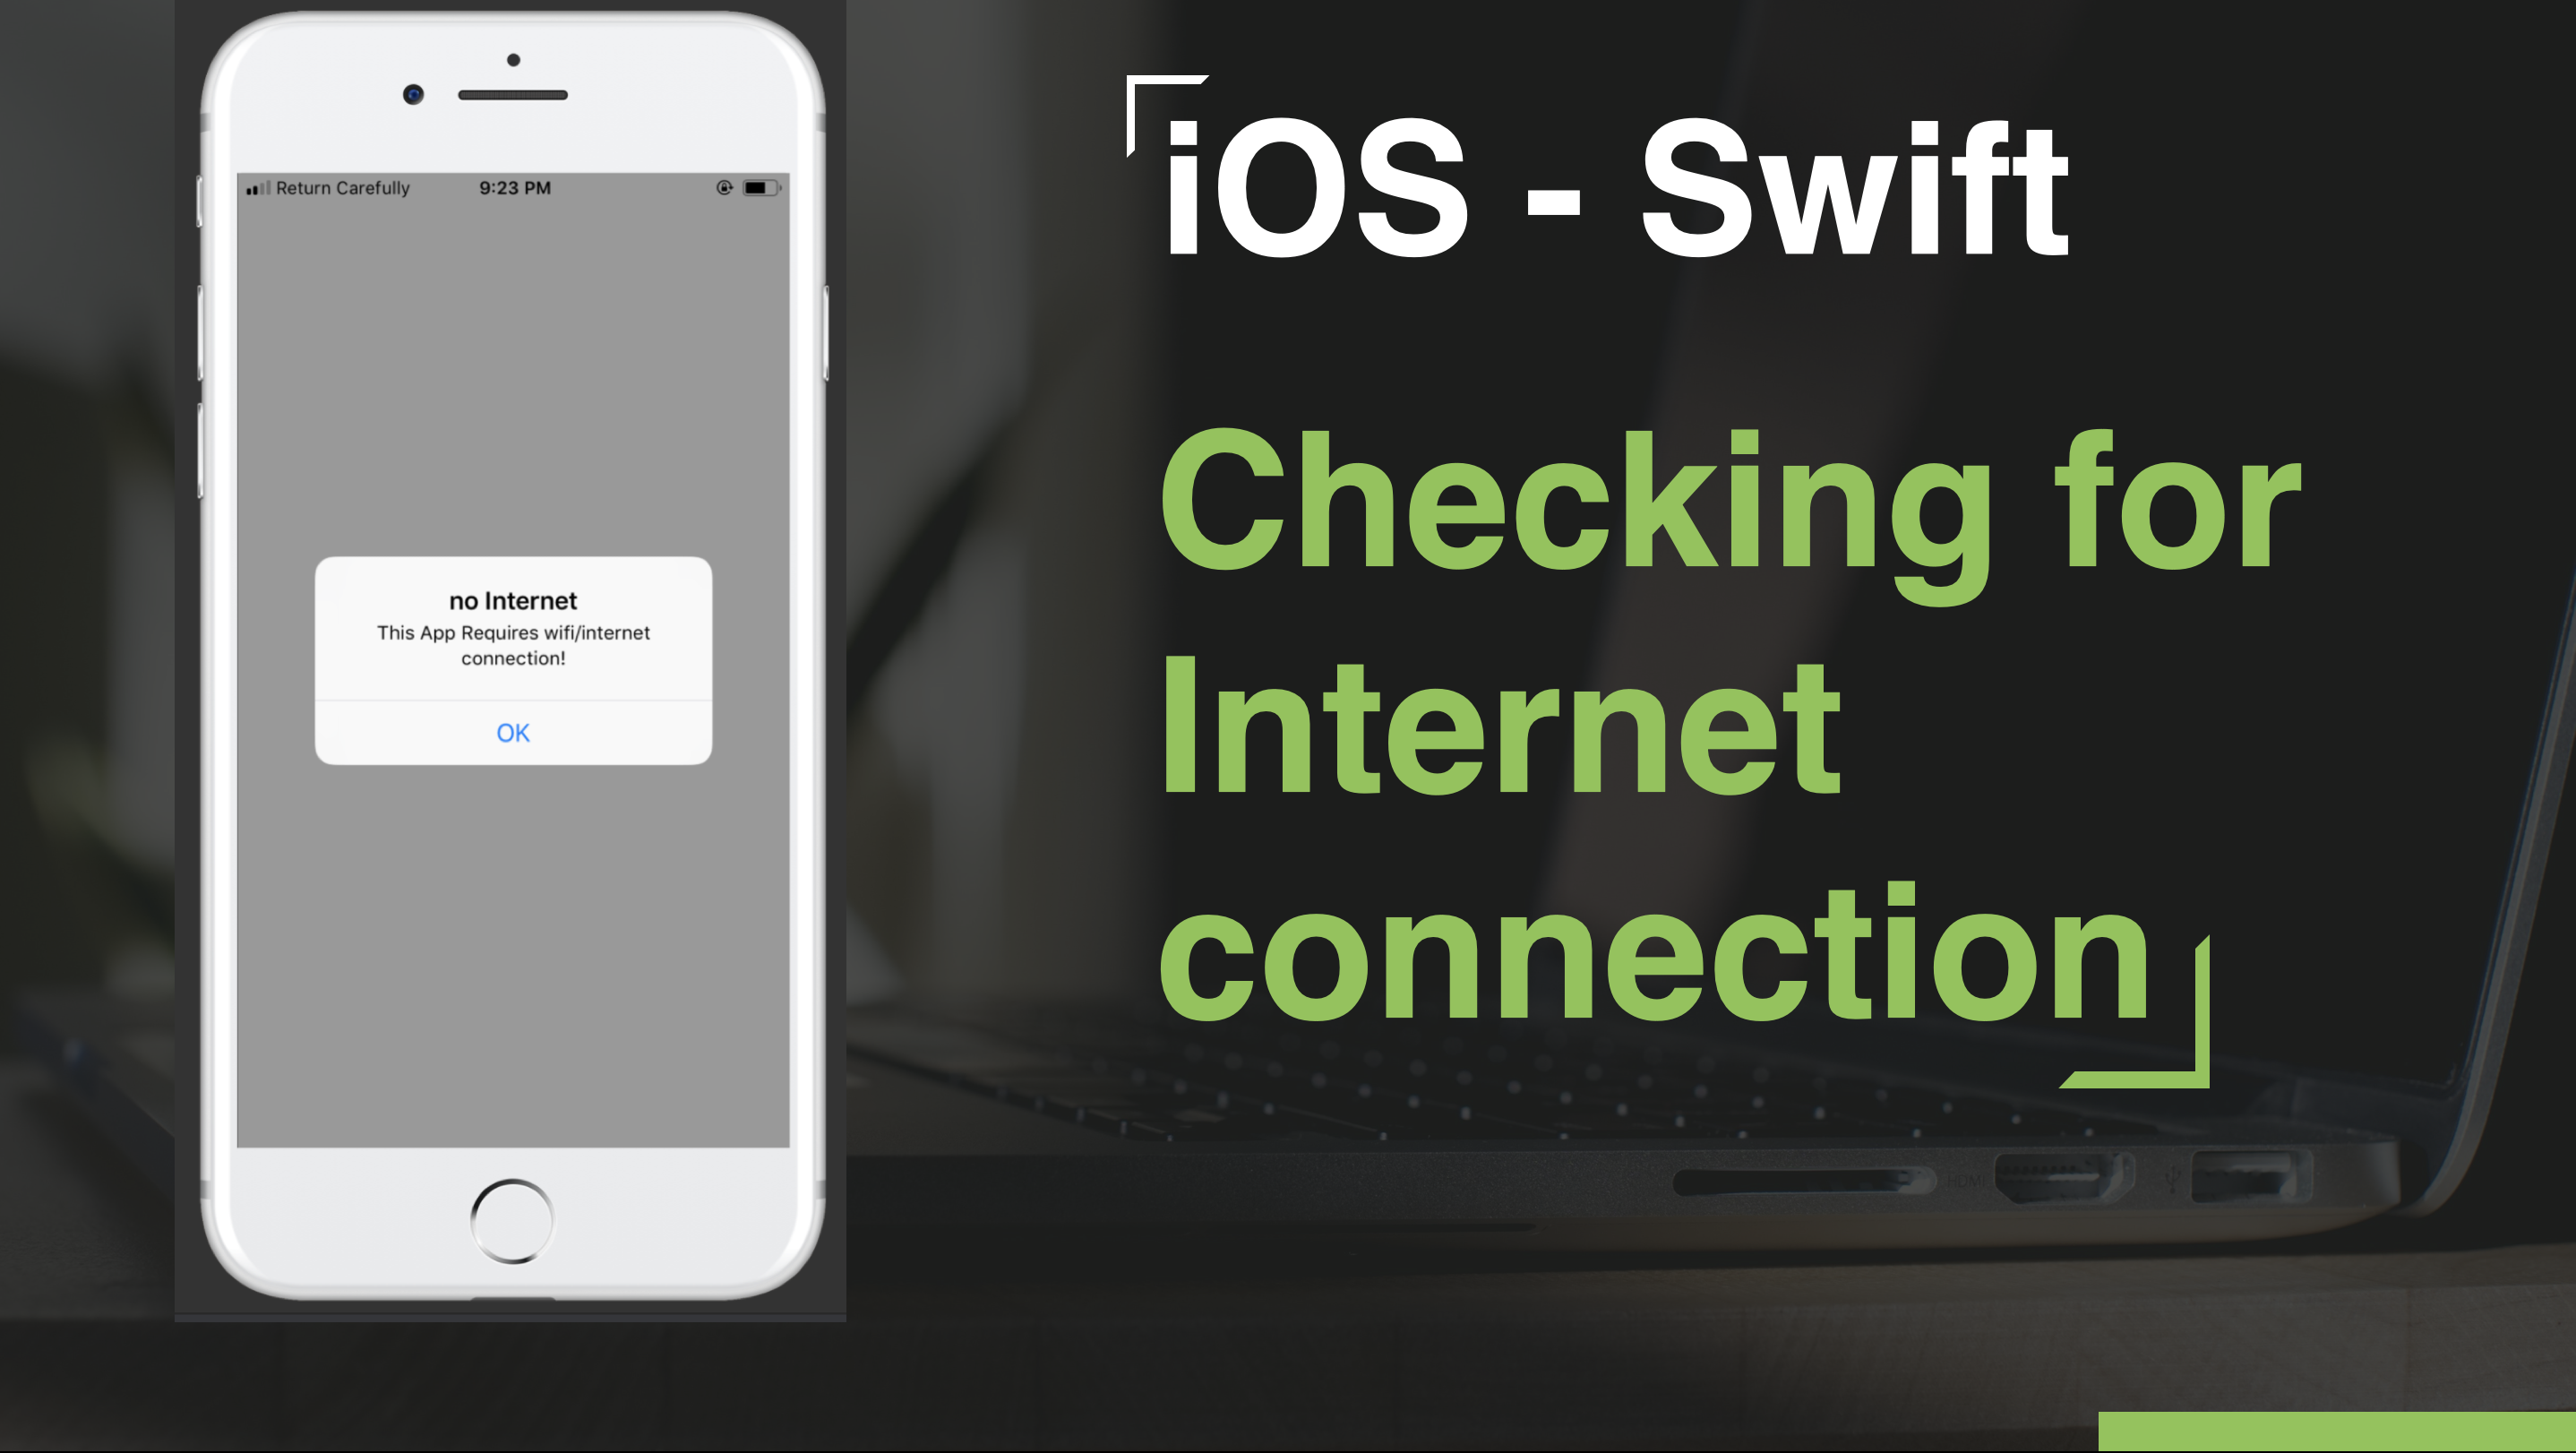 Return Carefully
9:23 PM
no Internet
This App Requires wifi/internet
connection!
OK
iOS - Swift
Checking for
Internet
connection
HDMI